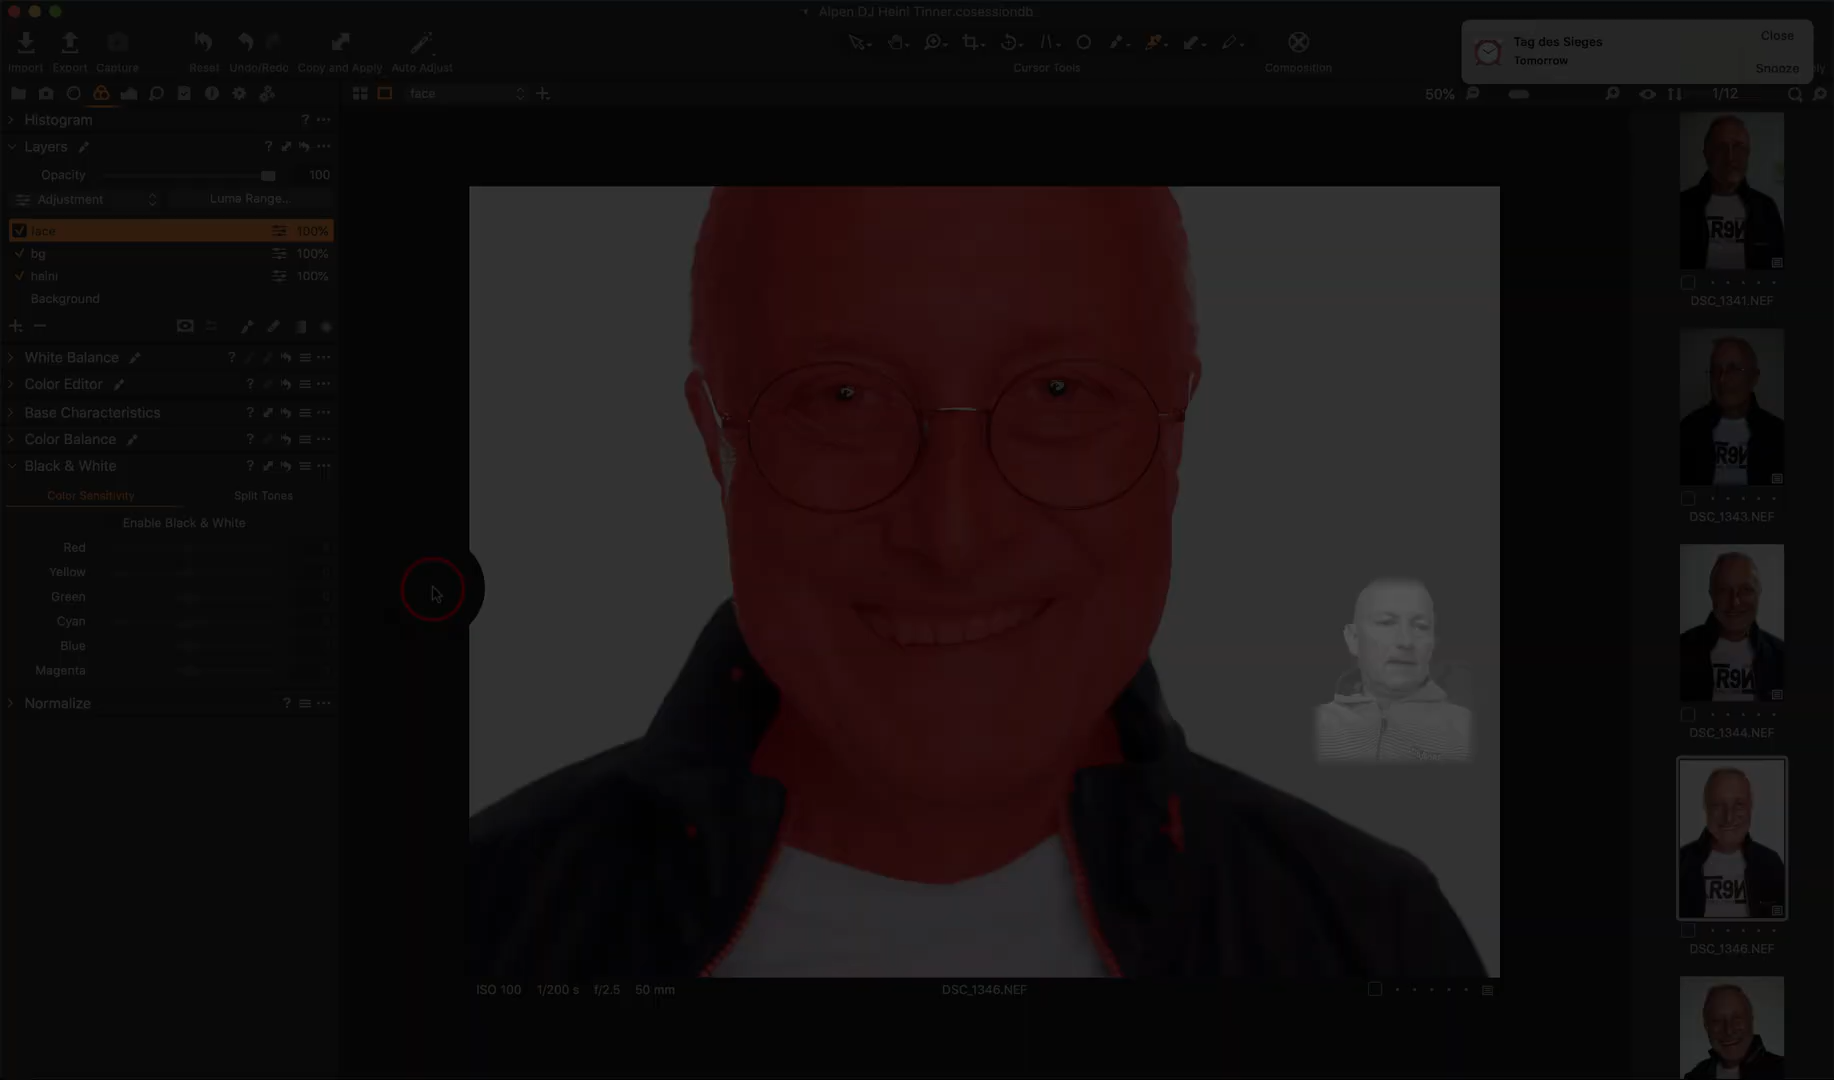 Alpen DJ Heini Tinner.cosessiondb
Import
Export
Capture
Reset
Undo/Redo
Copy and Apply
Auto Adjust
Cursor Tools
Composition
Tag des Sieges
Tomorrow
Close
Snooze
face
50%
1/12
Histogram
? ...
Layers
? ...
Opacity
100
Adjustment
Luma Range...
face
100%
bg
100%
heini
100%
Background
White Balance
? ...
Color Editor
? ...
Base Characteristics
? ...
Color Balance
? ...
Black & White
? ...
Color Sensitivity
Split Tones
Enable Black & White
Red
Yellow
Green
Cyan
Blue
Magenta
Normalize
? ...
DSC_1341.NEF
DSC_1343.NEF
DSC_1344.NEF
DSC_1346.NEF
ISO 100 1/200 s f/2.5 50 mm
DSC_1346.NEF